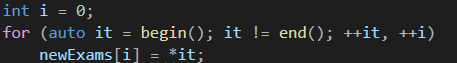 int i = 0;
for (auto it = begin(); it != end(); ++it, ++i)
    newExams[i] = *it;